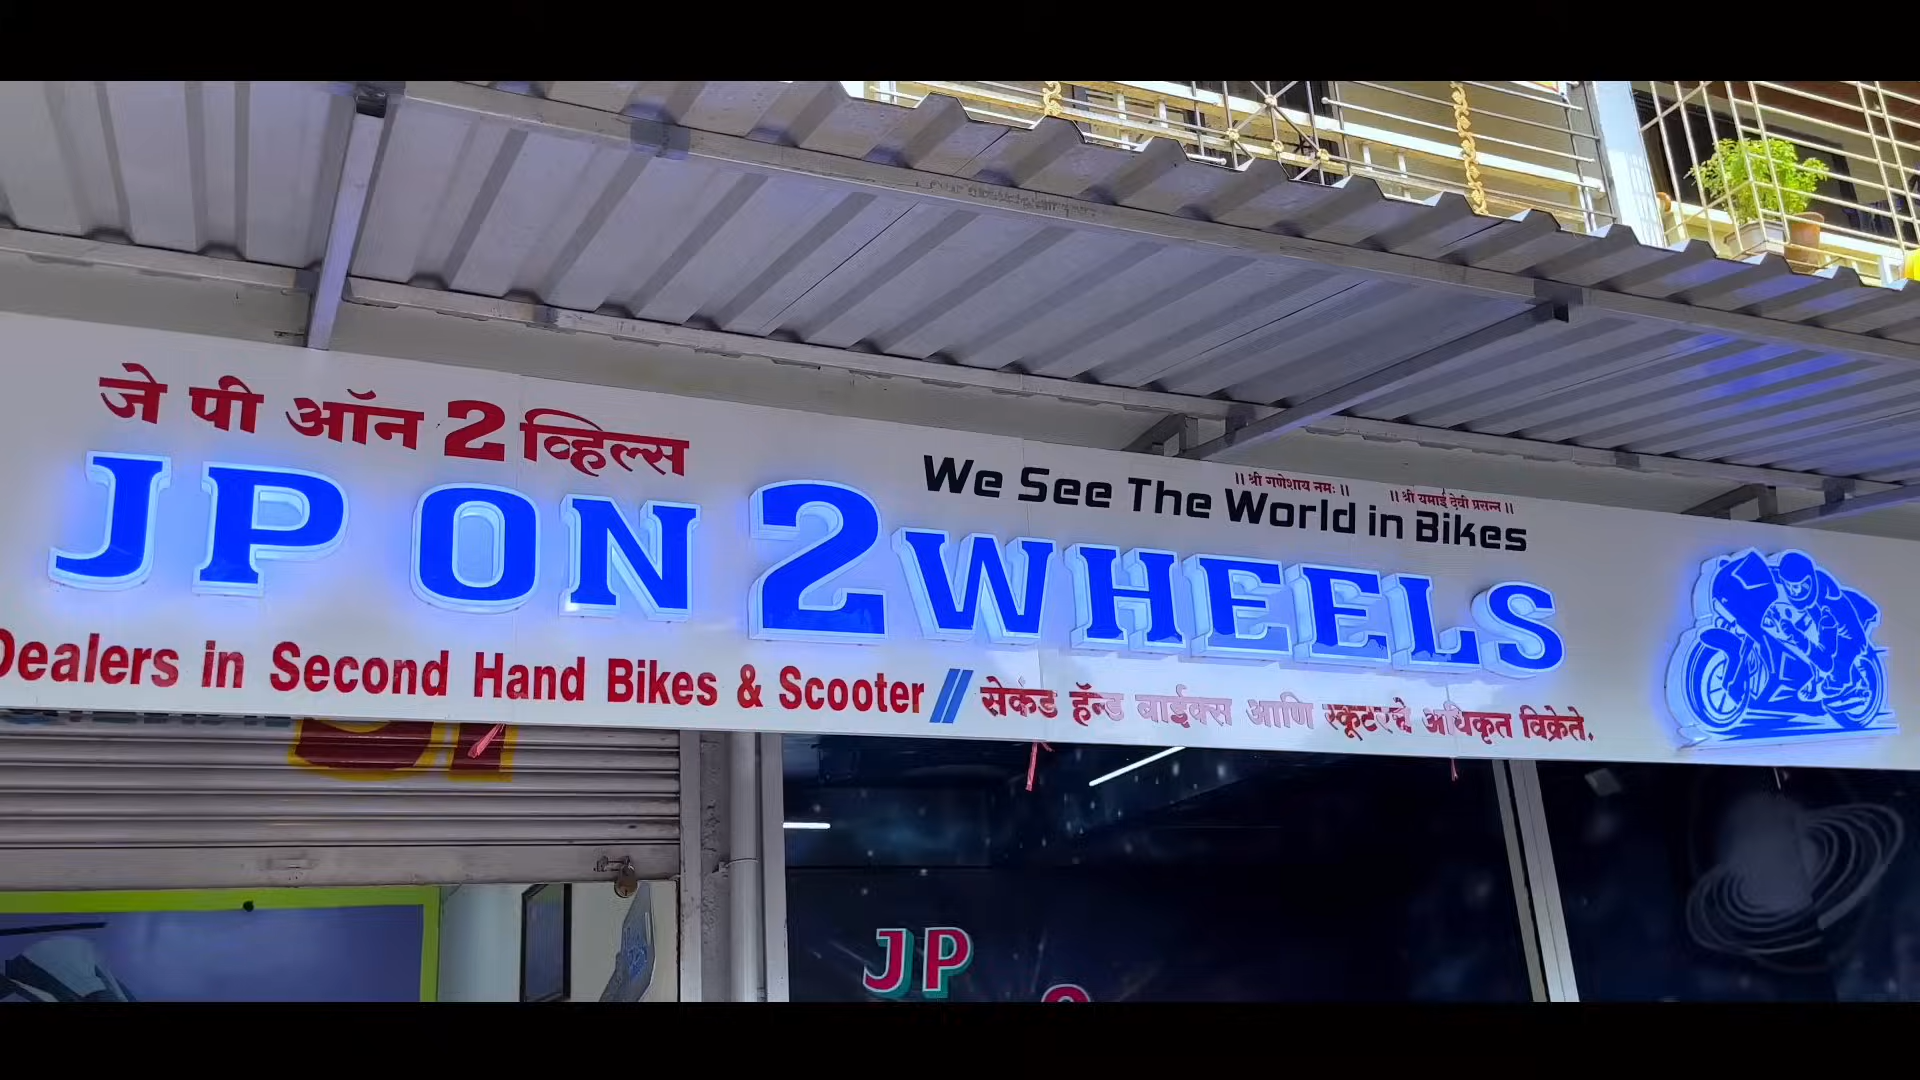 ॥ श्री गणेशाय नमः ॥ ॥ श्री यमाई देवी प्रसन्न ॥
जे पी ऑन 2 व्हिल्स
We See The World in Bikes
JP ON 2 WHEELS
Dealers in Second Hand Bikes & Scooter // सेकंड हॅन्ड बाईक्स आणि स्कूटरचे अधिकृत विक्रेते.
JP